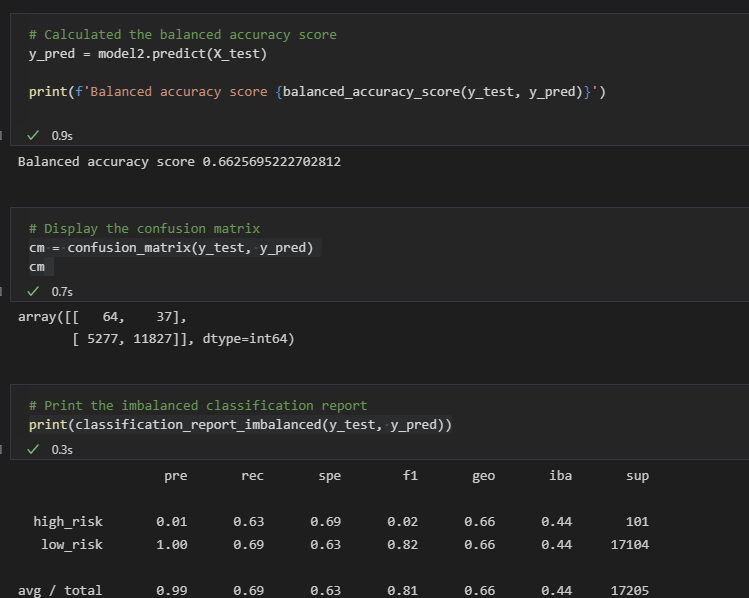 # Calculated the balanced accuracy score
y_pred = model2.predict(X_test)
print(f'Balanced accuracy score {balanced_accuracy_score(y_test, y_pred)}')
✓ 0.9s
Balanced accuracy score 0.6625695222702812
# Display the confusion matrix
cm = confusion_matrix(y_test, y_pred)
cm
✓ 0.7s
array([[   64,    37],
       [ 5277, 11827]], dtype=int64)
# Print the imbalanced classification report
print(classification_report_imbalanced(y_test, y_pred))
✓ 0.3s
pre rec spe f1 geo iba sup
high_risk 0.01 0.63 0.69 0.02 0.66 0.44 101
low_risk 1.00 0.69 0.63 0.82 0.66 0.44 17104
avg / total 0.99 0.69 0.63 0.81 0.66 0.44 17205